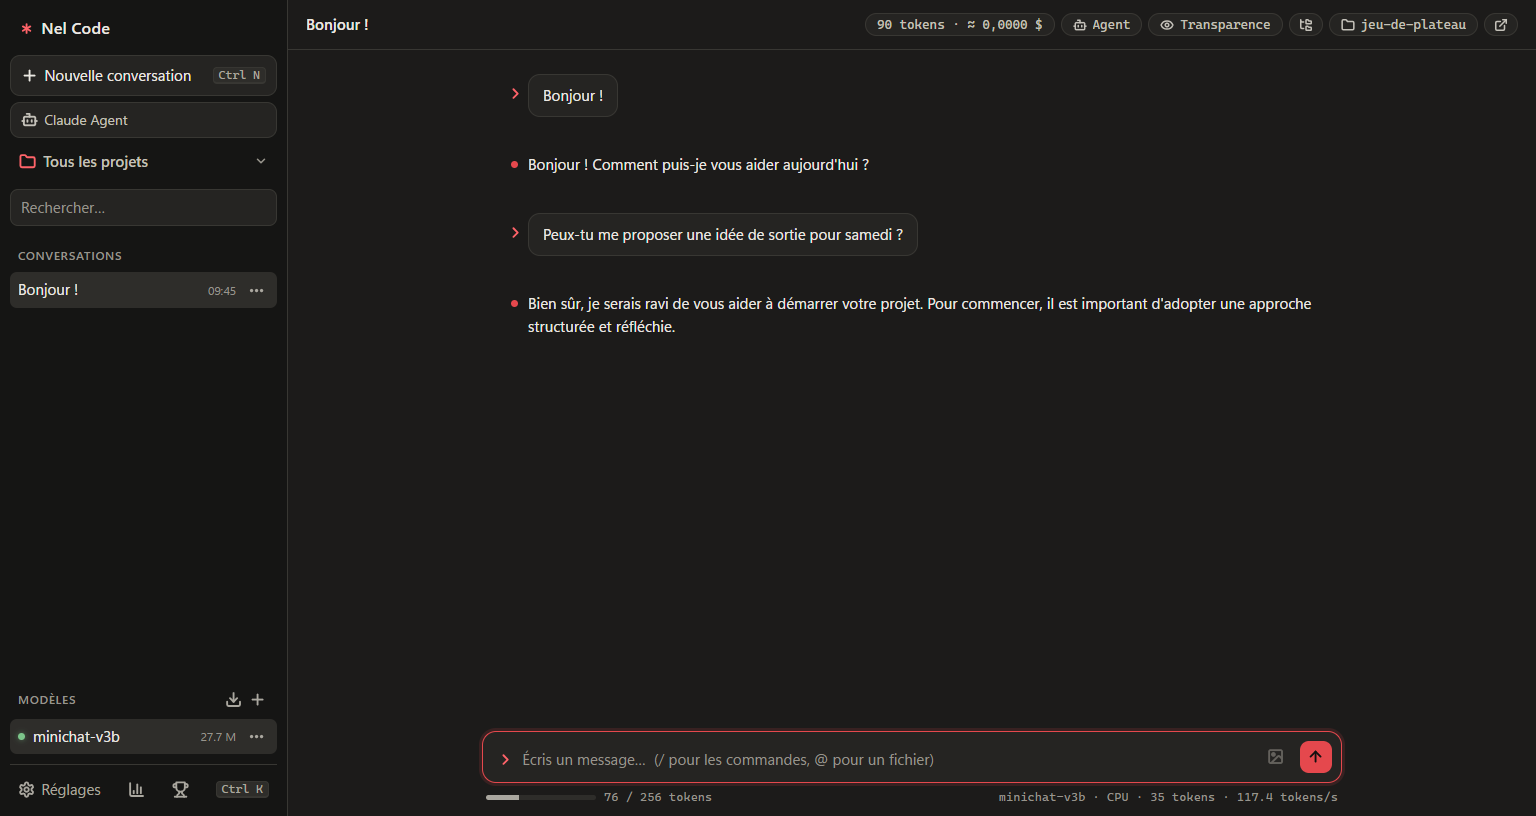 Nel Code
Nouvelle conversation Ctrl N
Claude Agent
Tous les projets
Rechercher...
CONVERSATIONS
Bonjour ! 09:45
MODÈLES
minichat-v3b 27.7 M
Réglages Ctrl K
Bonjour !
90 tokens · ≈ 0,0000 $ Agent Transparence jeu-de-plateau
Bonjour !
Bonjour ! Comment puis-je vous aider aujourd'hui ?
Peux-tu me proposer une idée de sortie pour samedi ?
Bien sûr, je serais ravi de vous aider à démarrer votre projet. Pour commencer, il est important d'adopter une approche
structurée et réfléchie.
Écris un message... (/ pour les commandes, @ pour un fichier)
76 / 256 tokens
minichat-v3b · CPU · 35 tokens · 117.4 tokens/s